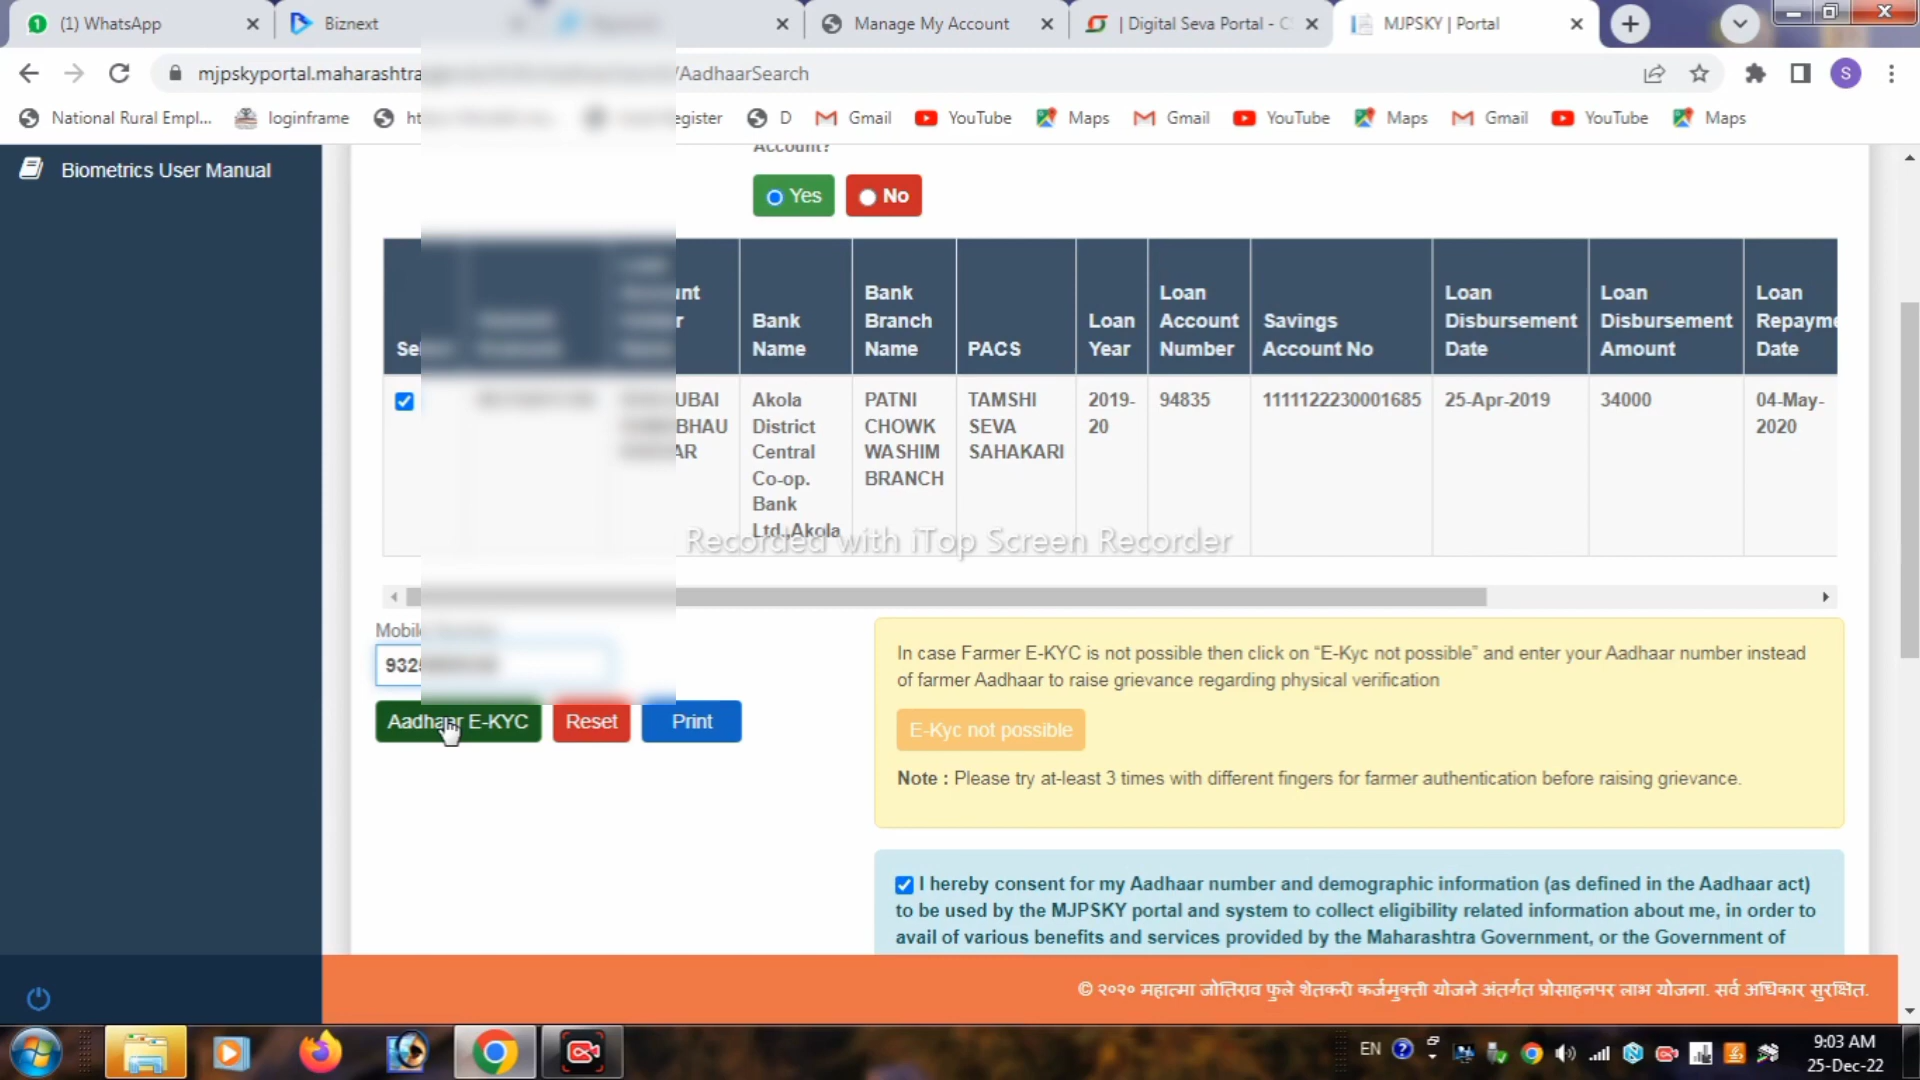 (1) WhatsApp
Biznext
Manage My Account
| Digital Seva Portal - C
MJPSKY | Portal
mjpskyportal.maharashtra
/AadhaarSearch
S
National Rural Empl...
loginframe
ht
egister
D
Gmail
YouTube
Maps
Gmail
YouTube
Maps
Gmail
YouTube
Maps
Biometrics User Manual
Account?
Yes
No
Bank Name
Bank Branch Name
PACS
Loan Year
Loan Account Number
Savings Account No
Loan Disbursement Date
Loan Disbursement Amount
Loan Repayme Date
UBAI
BHAU
AR
Akola District Central Co-op. Bank Ltd.,Akola
PATNI CHOWK WASHIM BRANCH
TAMSHI SEVA SAHAKARI
2019-20
94835
1111122230001685
25-Apr-2019
34000
04-May-2020
Recorded with iTop Screen Recorder
Mobil
932
Aadhaar E-KYC
Reset
Print
In case Farmer E-KYC is not possible then click on “E-Kyc not possible” and enter your Aadhaar number instead
of farmer Aadhaar to raise grievance regarding physical verification
E-Kyc not possible
Note : Please try at-least 3 times with different fingers for farmer authentication before raising grievance.
I hereby consent for my Aadhaar number and demographic information (as defined in the Aadhaar act)
to be used by the MJPSKY portal and system to collect eligibility related information about me, in order to
avail of various benefits and services provided by the Maharashtra Government, or the Government of
© २०२० महात्मा जोतिराव फुले शेतकरी कर्जमुक्ती योजने अंतर्गत प्रोत्साहनपर लाभ योजना. सर्व अधिकार सुरक्षित.
EN
9:03 AM
25-Dec-22